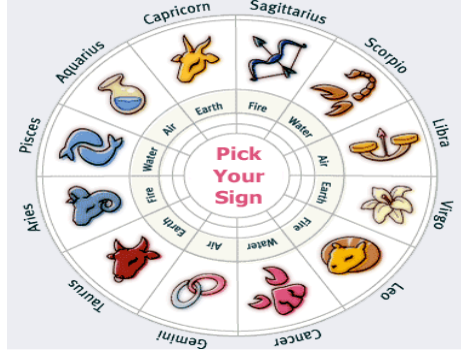 Capricorn
Sagittarius
Scorpio
Libra
Virgo
Leo
Cancer
Gemini
Taurus
Aries
Pisces
Aquarius
Earth
Fire
Water
Air
Earth
Fire
Water
Air
Earth
Fire
Water
Air
Pick
Your
Sign